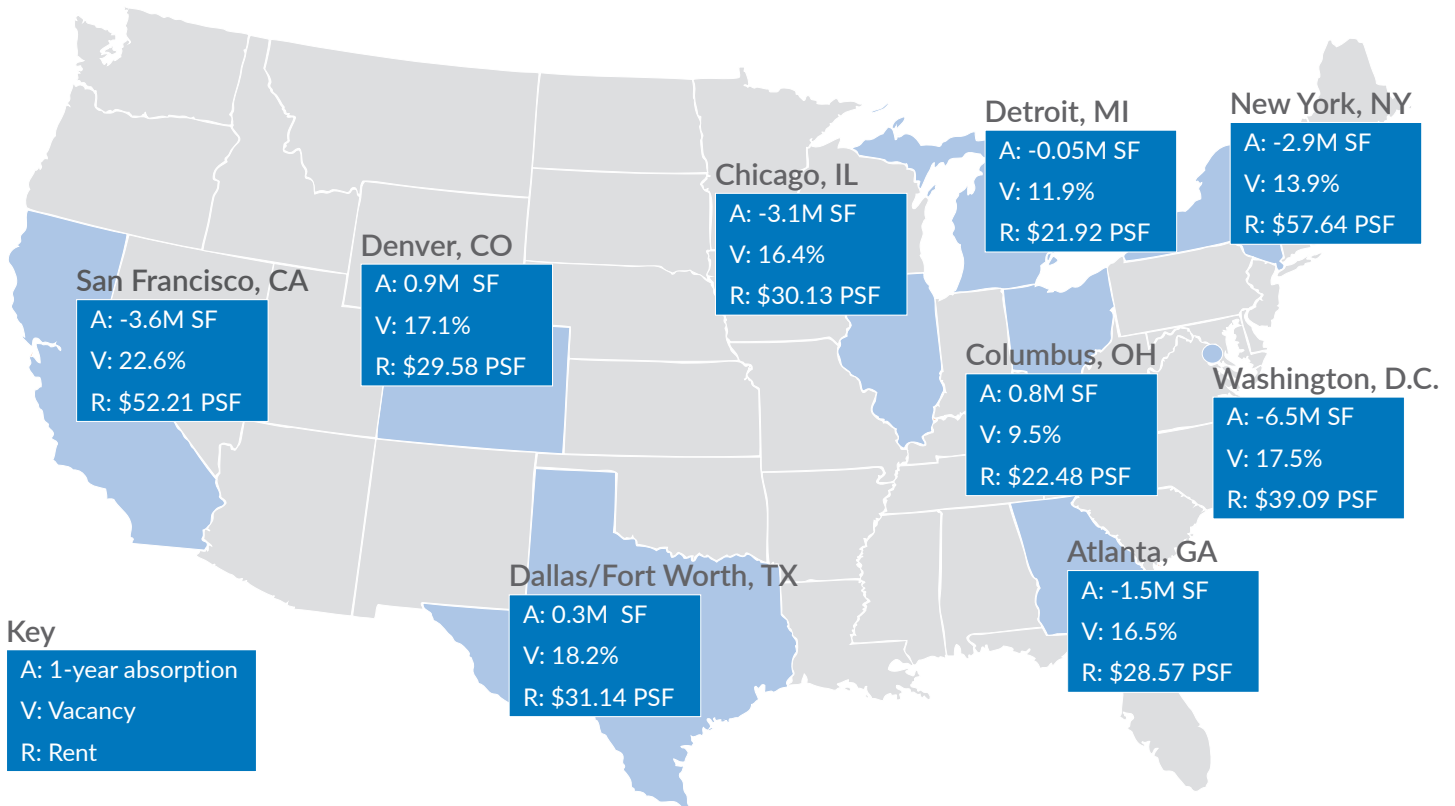 Detroit, MI
A: -0.05M SF
V: 11.9%
R: $21.92 PSF
New York, NY
A: -2.9M SF
V: 13.9%
R: $57.64 PSF
Chicago, IL
A: -3.1M SF
V: 16.4%
R: $30.13 PSF
Denver, CO
A: 0.9M SF
V: 17.1%
R: $29.58 PSF
San Francisco, CA
A: -3.6M SF
V: 22.6%
R: $52.21 PSF
Columbus, OH
A: 0.8M SF
V: 9.5%
R: $22.48 PSF
Washington, D.C.
A: -6.5M SF
V: 17.5%
R: $39.09 PSF
Atlanta, GA
A: -1.5M SF
V: 16.5%
R: $28.57 PSF
Dallas/Fort Worth, TX
A: 0.3M SF
V: 18.2%
R: $31.14 PSF
Key
A: 1-year absorption
V: Vacancy
R: Rent